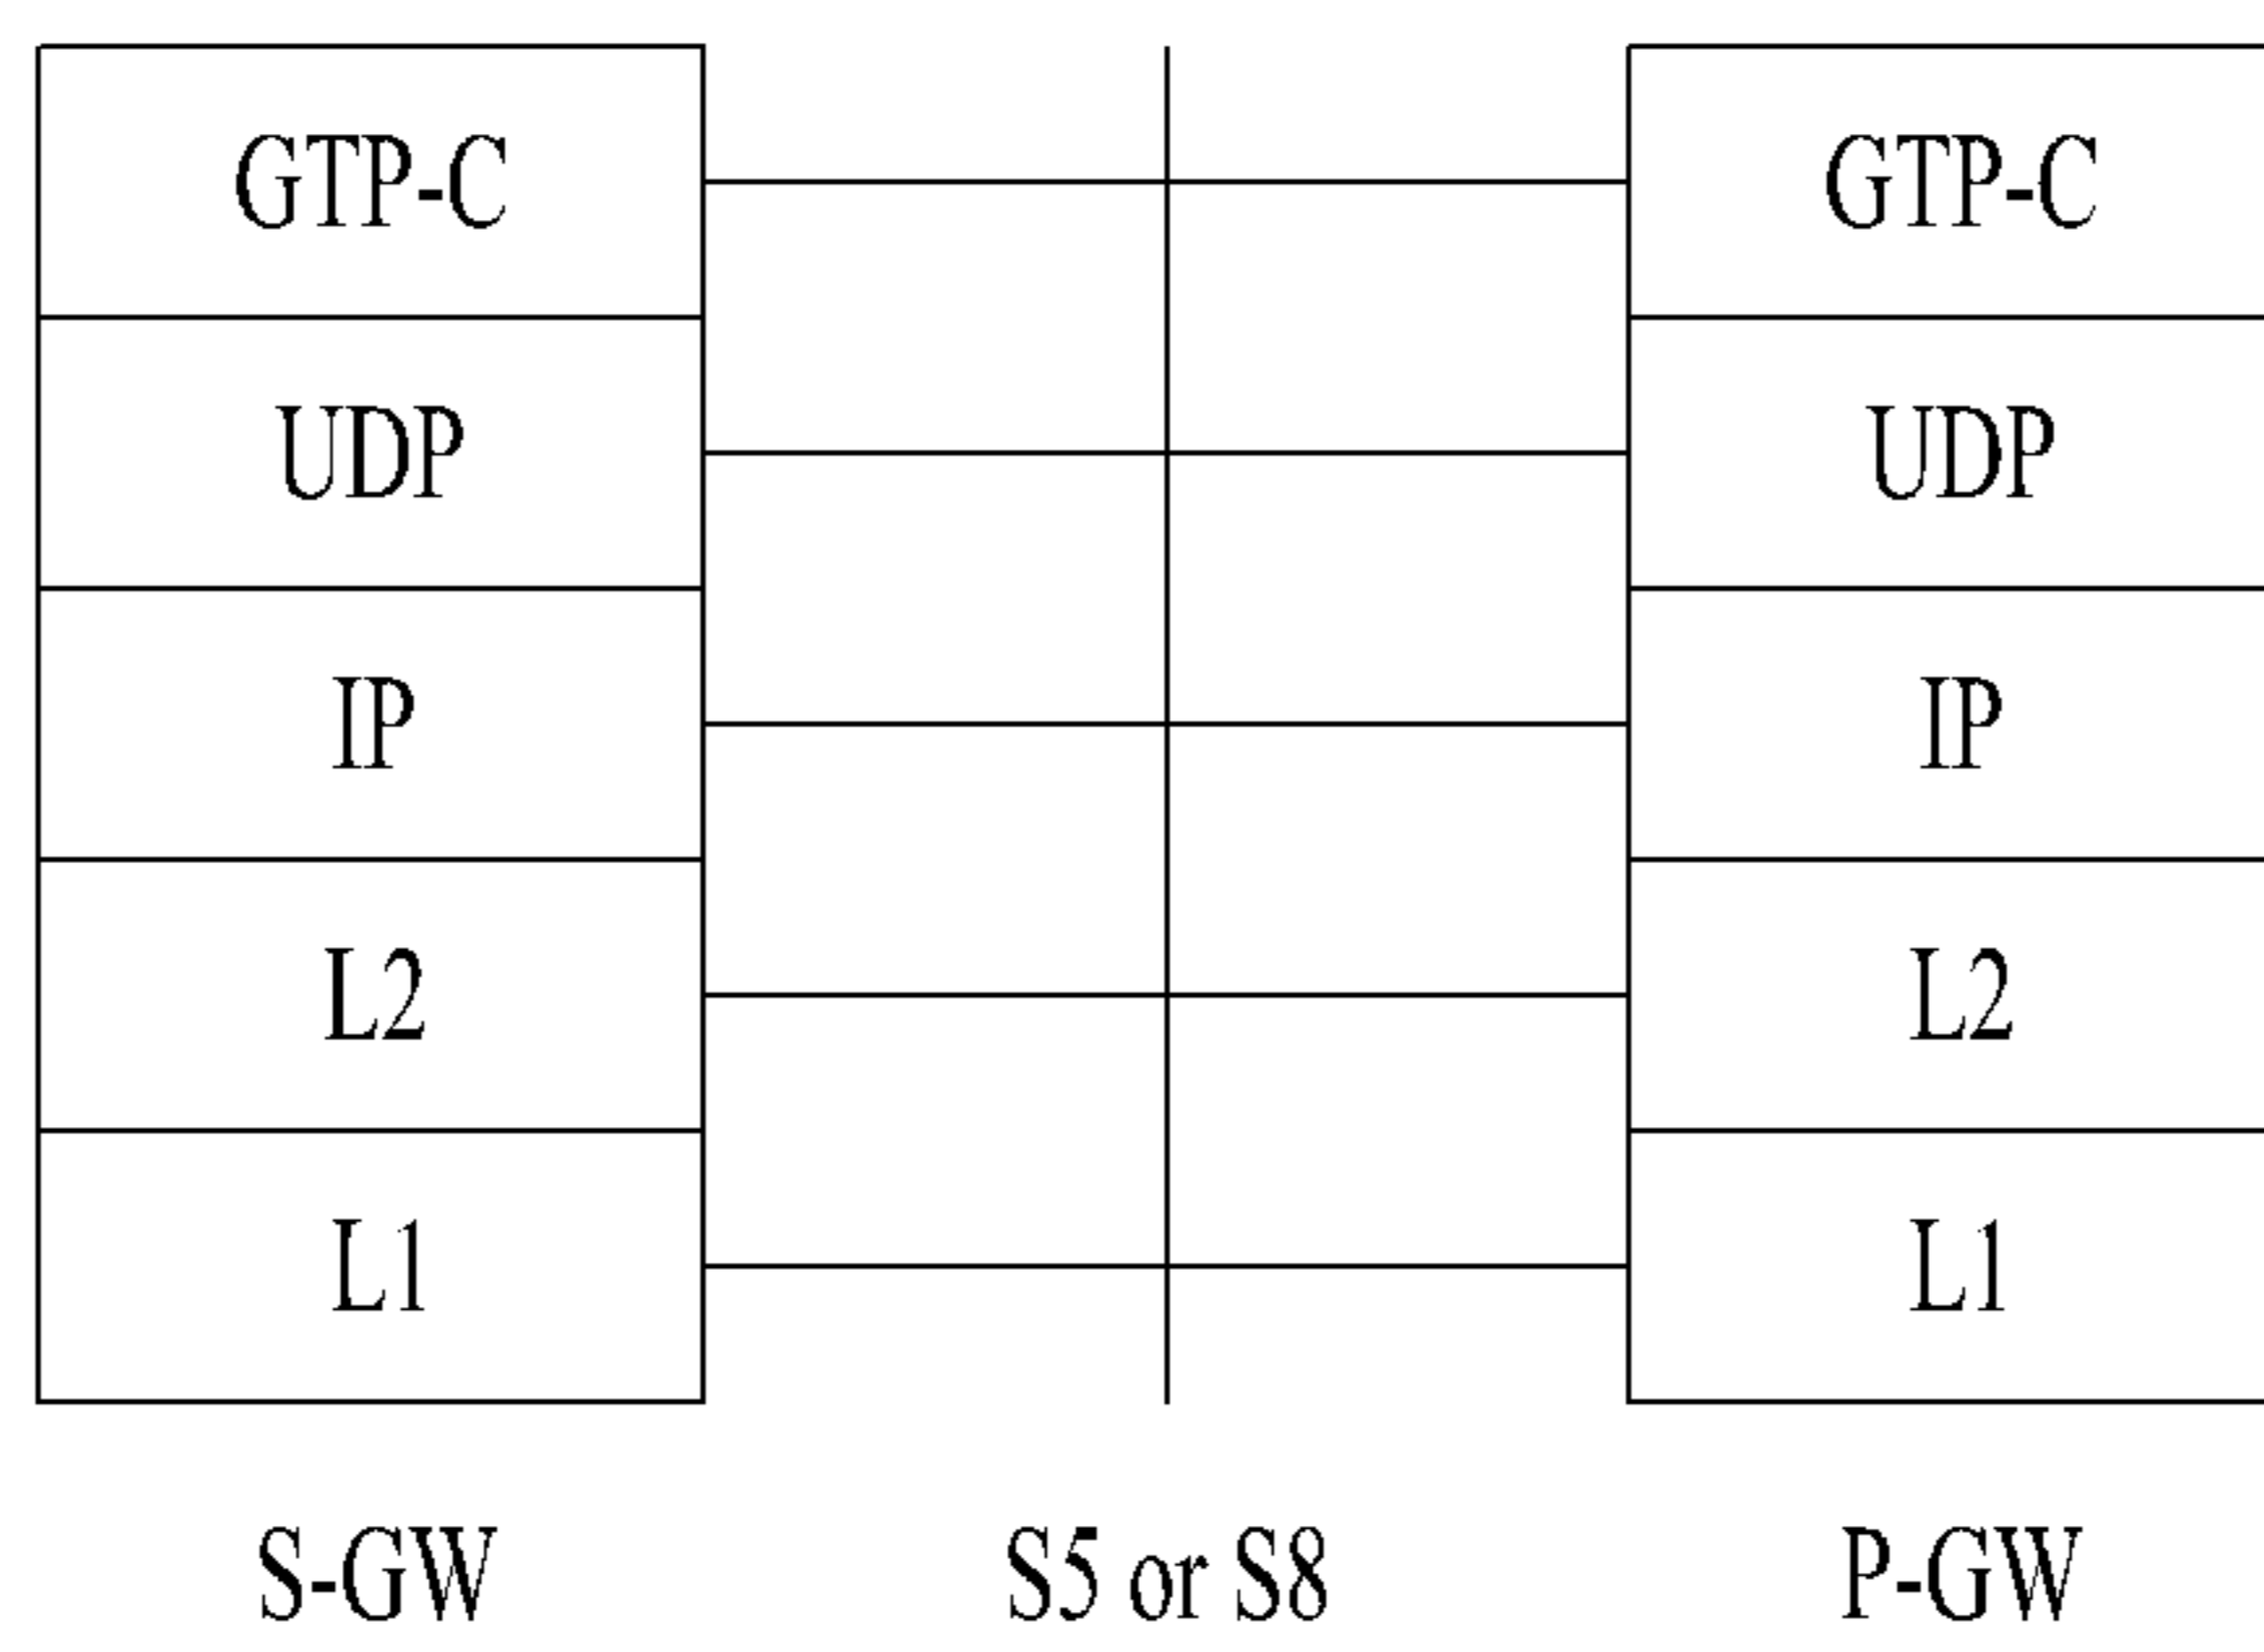 GTP-C GTP-C
UDP UDP
IP IP
L2 L2
L1 L1
S-GW S5 or S8 P-GW